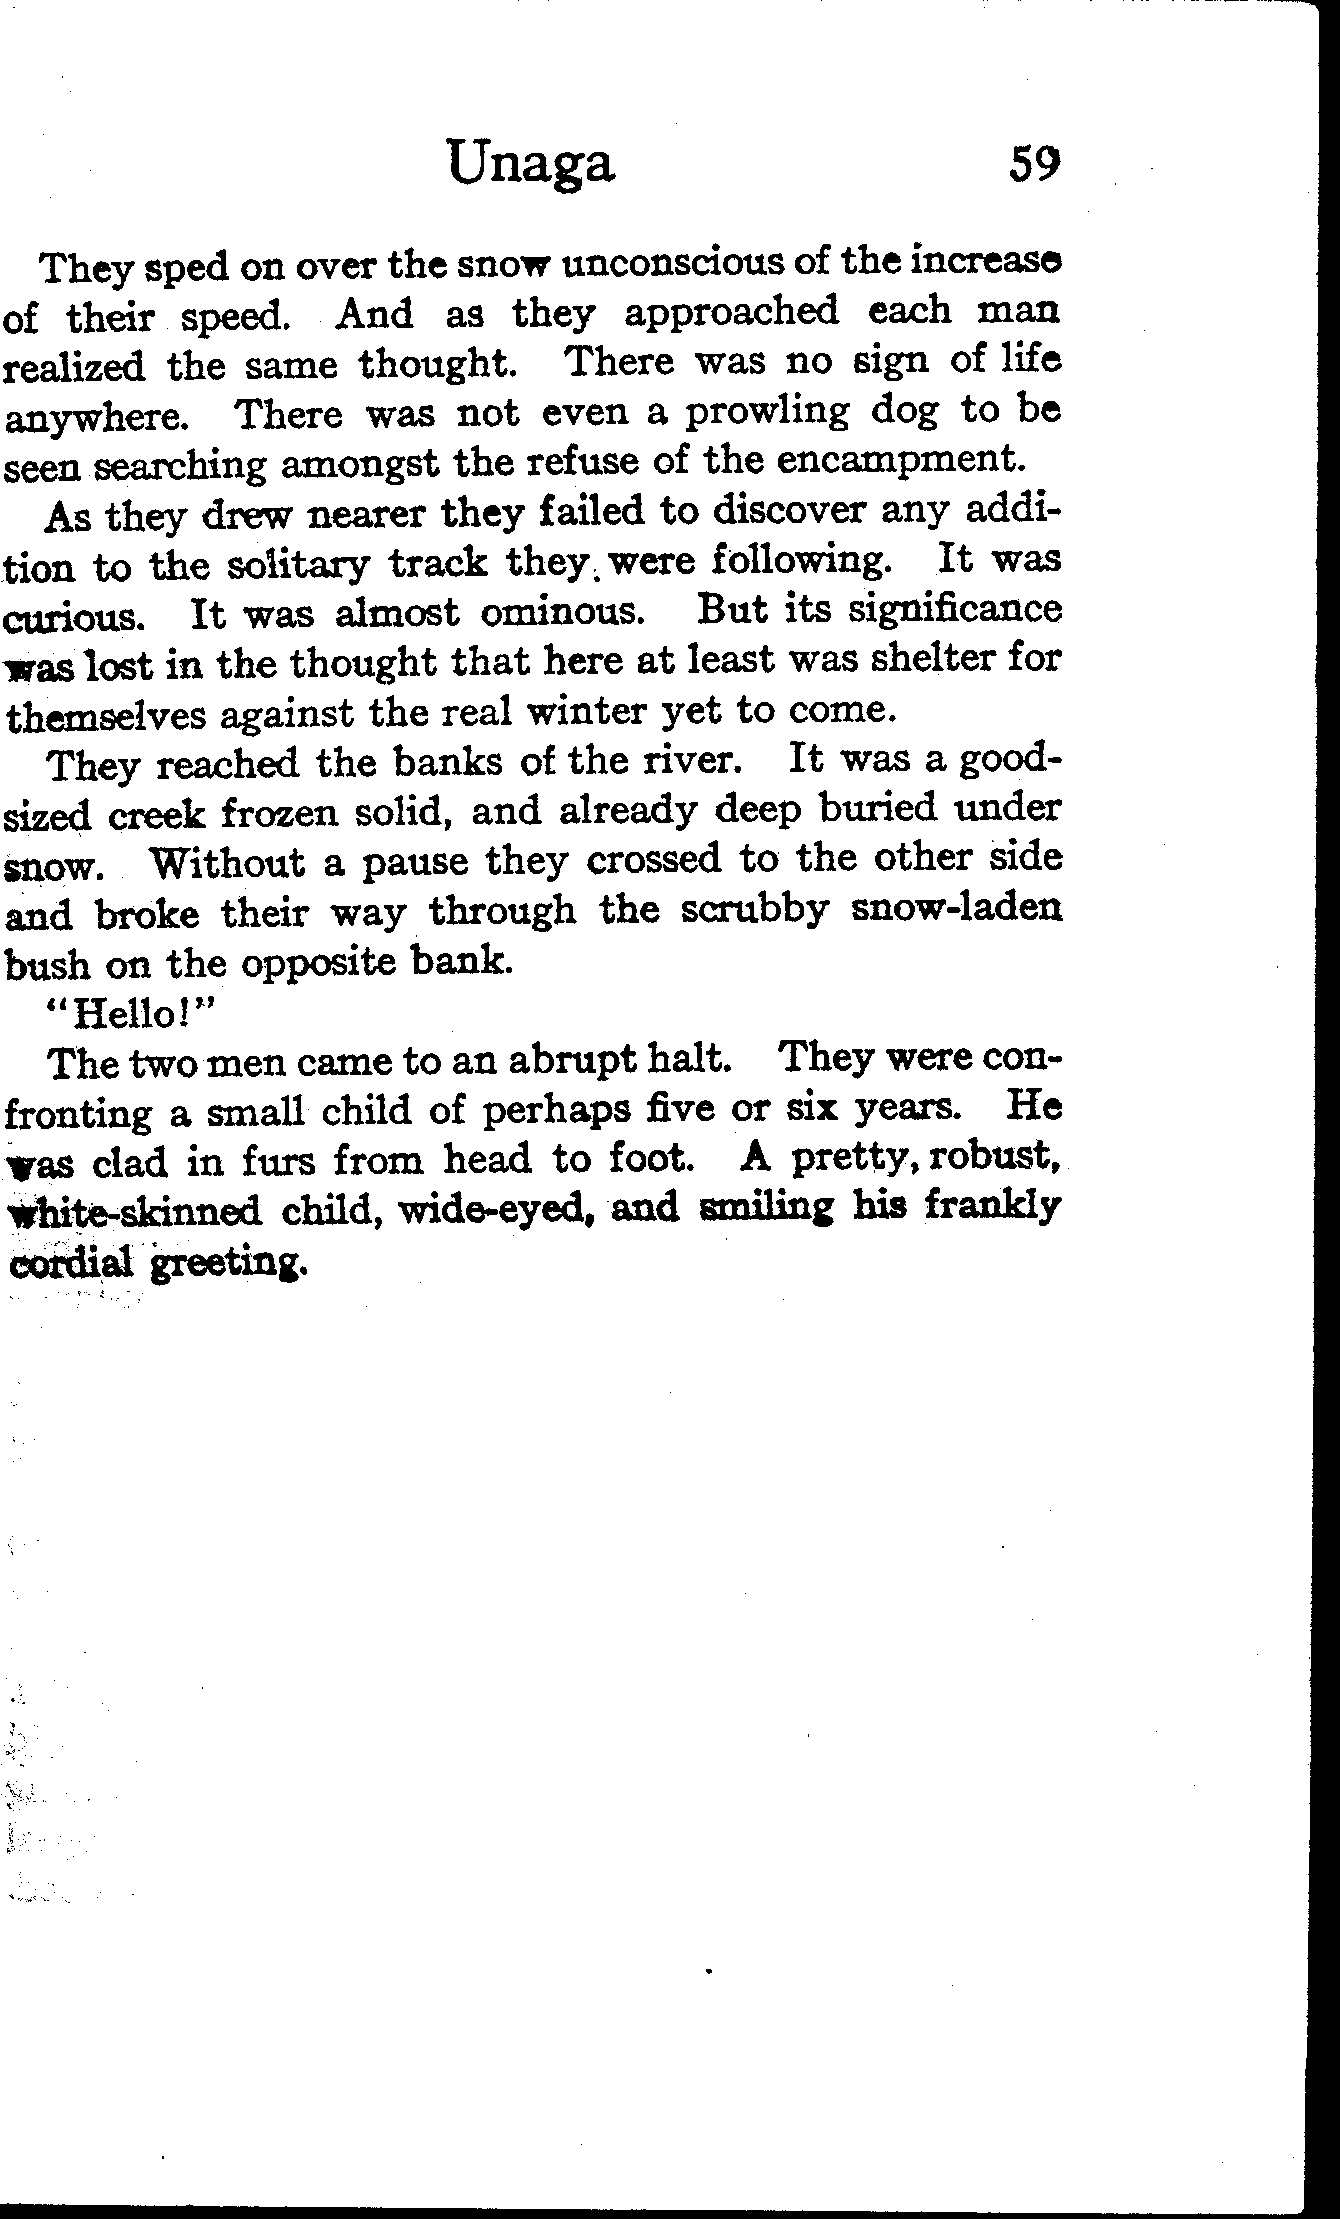 Unaga 59
They sped on over the snow unconscious of the increase
of their speed. And as they approached each man
realized the same thought. There was no sign of life
anywhere. There was not even a prowling dog to be
seen searching amongst the refuse of the encampment.
As they drew nearer they failed to discover any addi-
tion to the solitary track they were following. It was
curious. It was almost ominous. But its significance
was lost in the thought that here at least was shelter for
themselves against the real winter yet to come.
They reached the banks of the river. It was a good-
sized creek frozen solid, and already deep buried under
snow. Without a pause they crossed to the other side
and broke their way through the scrubby snow-laden
bush on the opposite bank.
"Hello!"
The two men came to an abrupt halt. They were con-
fronting a small child of perhaps five or six years. He
was clad in furs from head to foot. A pretty, robust,
white-skinned child, wide-eyed, and smiling his frankly
cordial greeting.